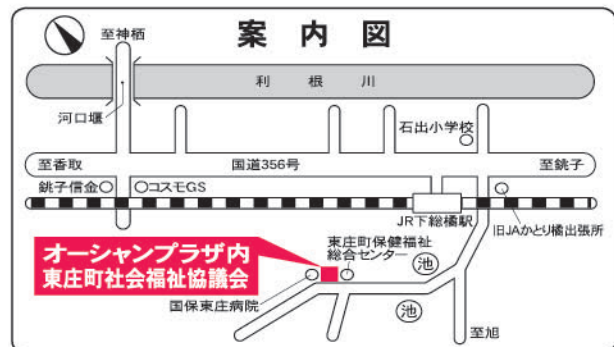 案内図
至神栖
利根川
河口堰
石出小学校
至香取
国道356号
至銚子
銚子信金
コスモGS
JR下総橘駅
旧JAかとり橘出張所
オーシャンプラザ内
東庄町社会福祉協議会
東庄町保健福祉
総合センター
池
国保東庄病院
池
至旭